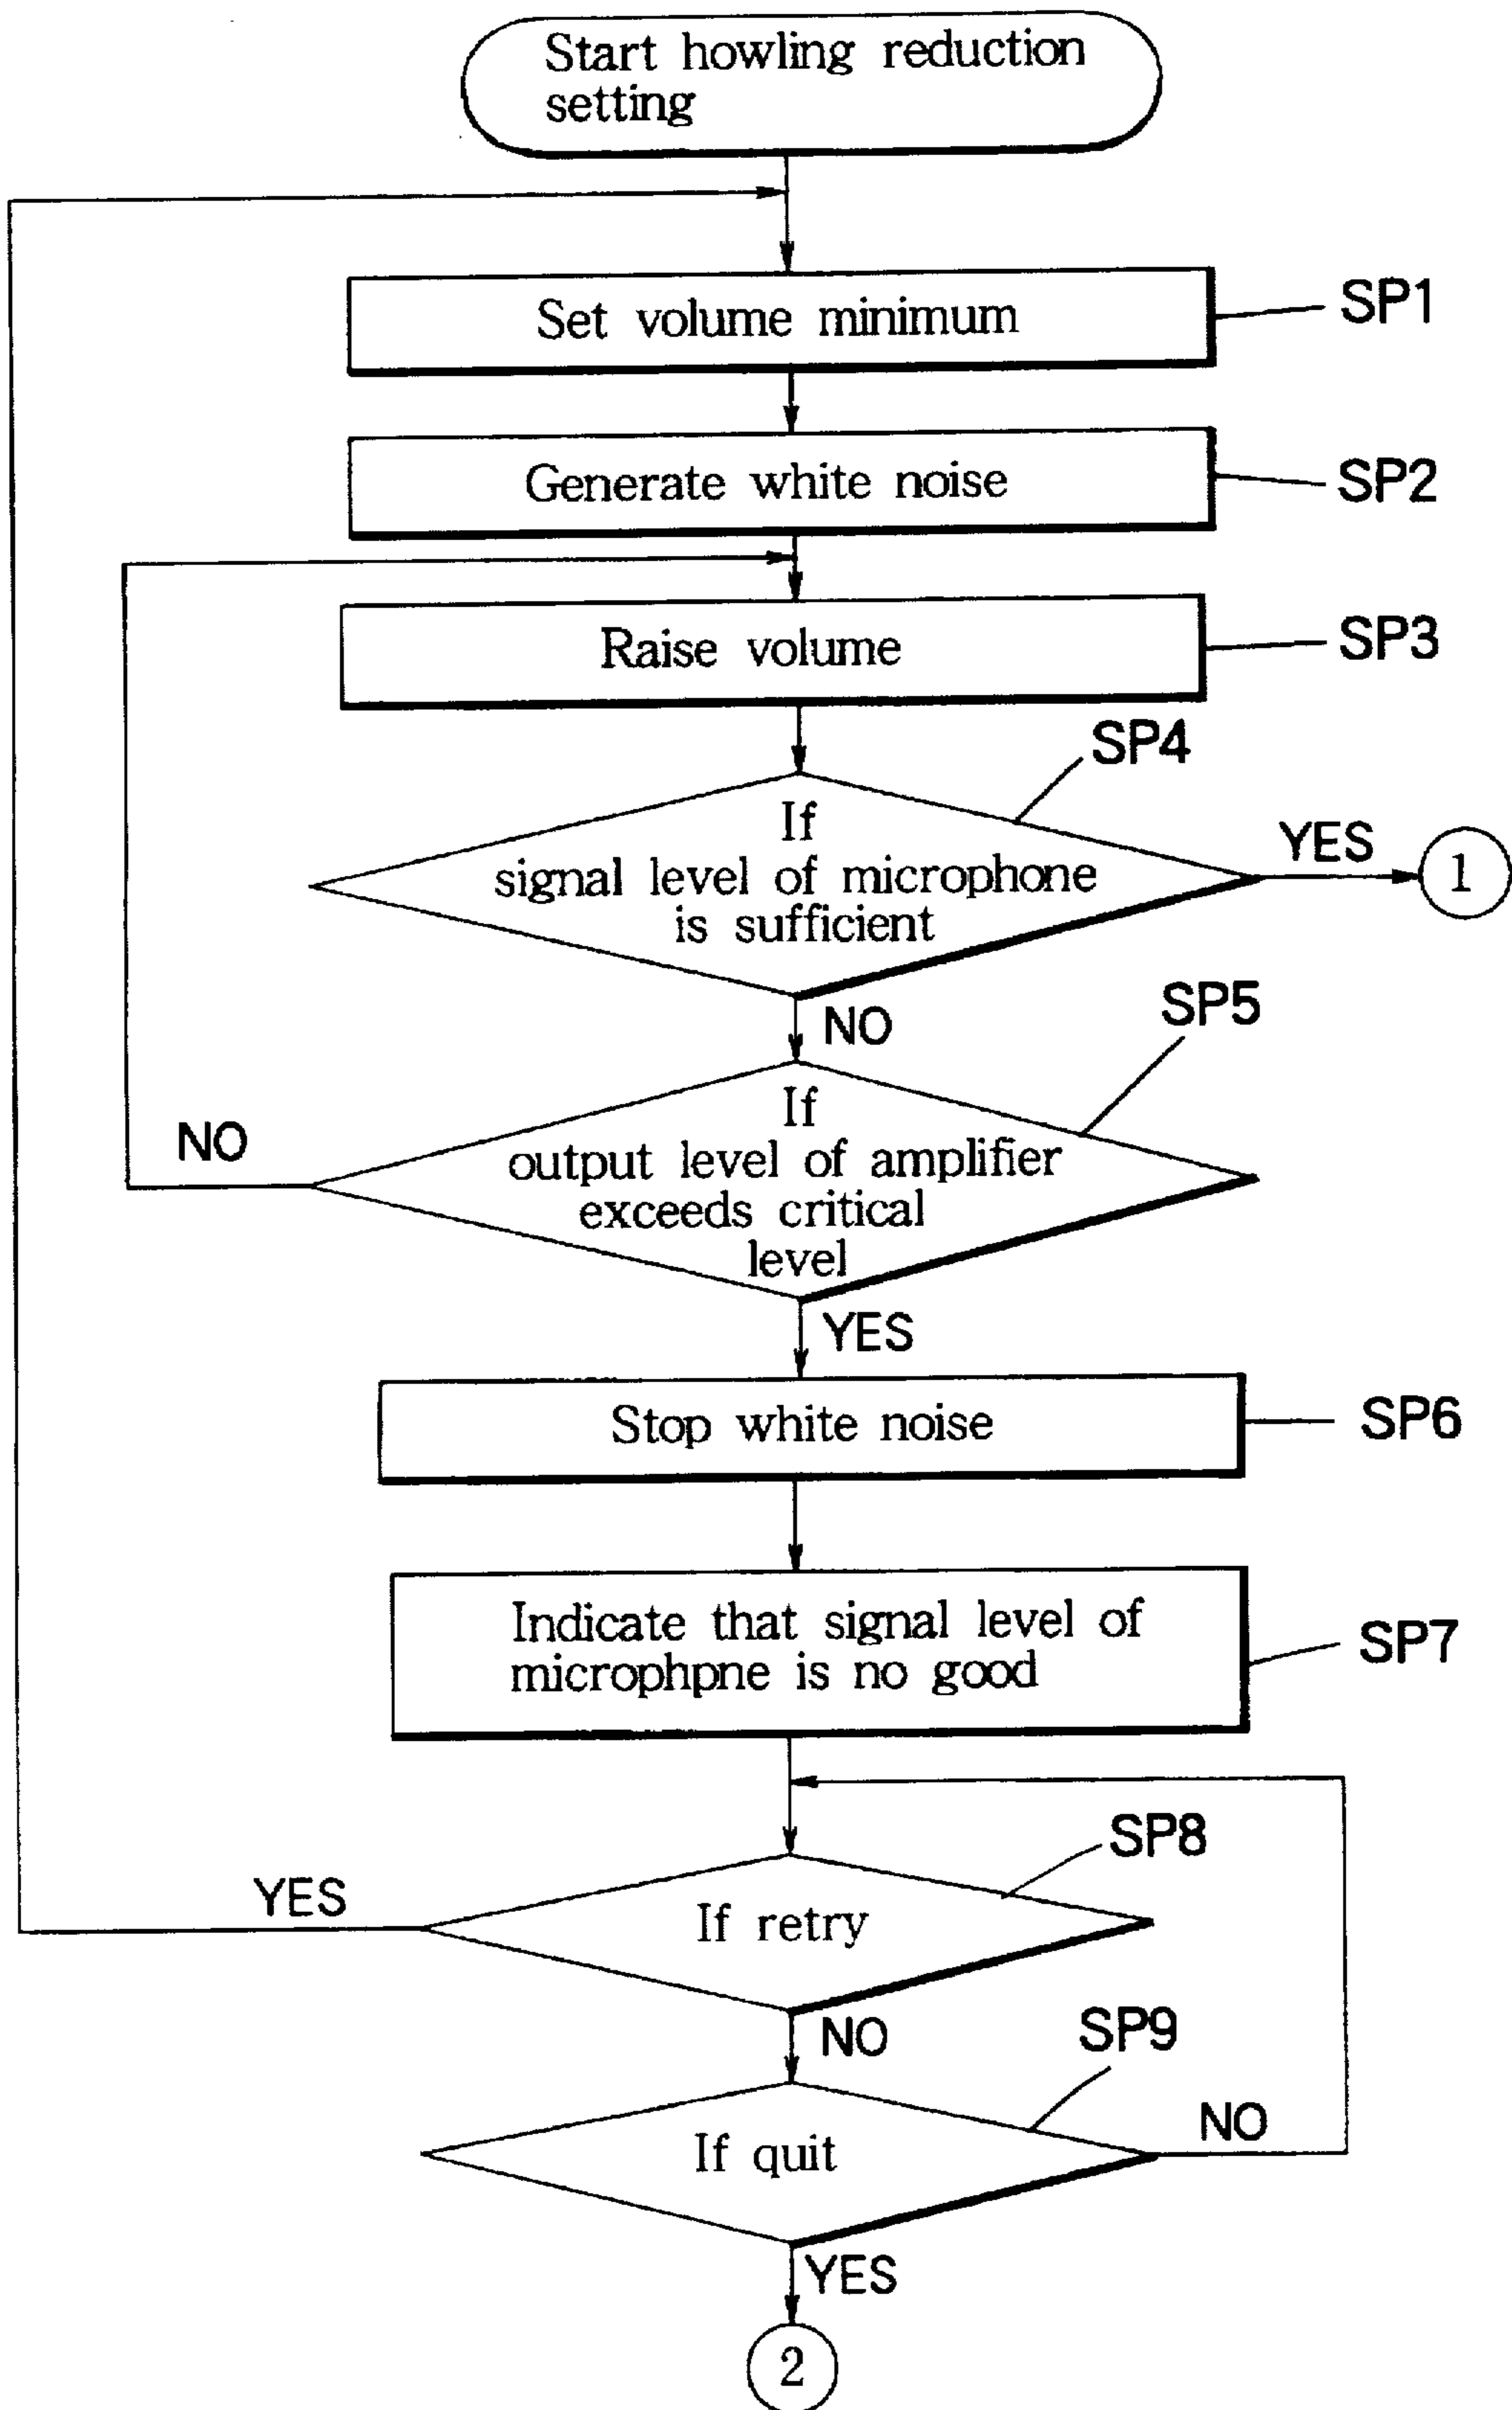 Start howling reduction
setting
Set volume minimum
SP1
Generate white noise
SP2
Raise volume
SP3
SP4
If
signal level of microphone
is sufficient
YES
1
NO
SP5
If
output level of amplifier
exceeds critical
level
NO
YES
Stop white noise
SP6
Indicate that signal level of
microphpne is no good
SP7
SP8
If retry
YES
NO
SP9
If quit
NO
YES
2